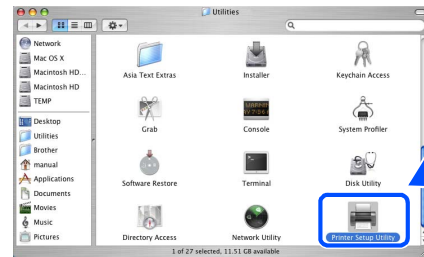 Utilities
Network
Mac OS X
Macintosh HD...
Macintosh HD
TEMP
Desktop
Utilities
Brother
manual
Applications
Documents
Movies
Music
Pictures
Asia Text Extras
Installer
Keychain Access
Grab
Console
System Profiler
Software Restore
Terminal
Disk Utility
Directory Access
Network Utility
Printer Setup Utility
1 of 27 selected, 11.51 GB available